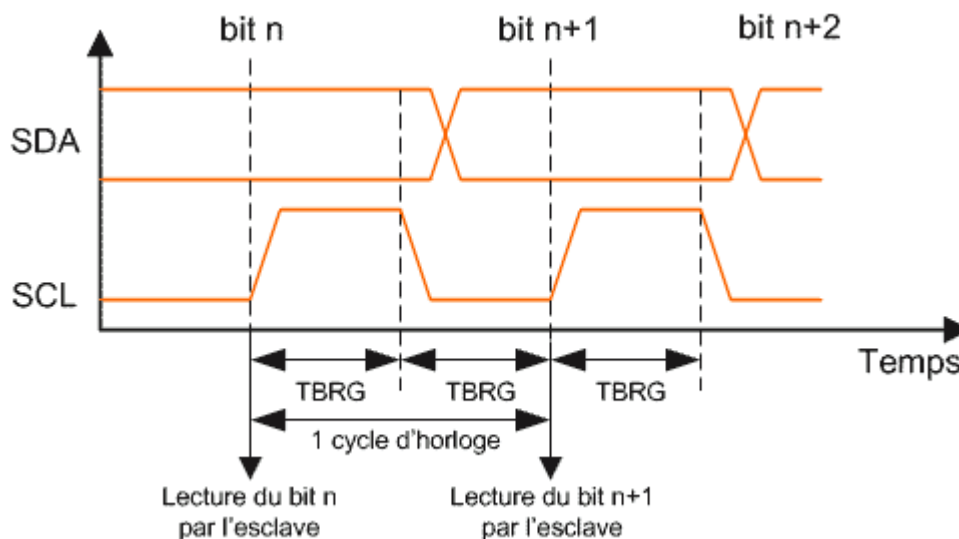 bit n
bit n+1
bit n+2
SDA
SCL
Temps
TBRG
TBRG
TBRG
1 cycle d'horloge
Lecture du bit n
par l'esclave
Lecture du bit n+1
par l'esclave